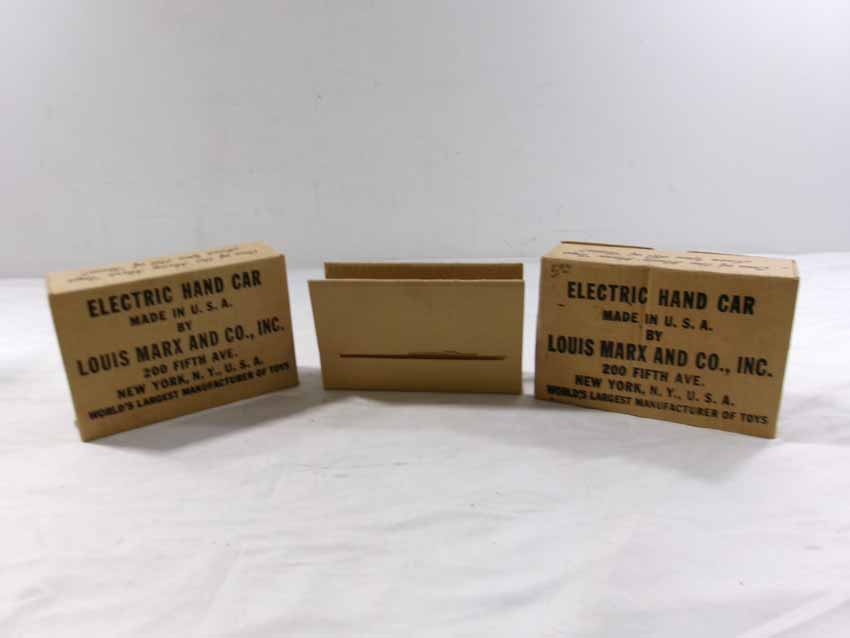 ELECTRIC HAND CAR
MADE IN U. S. A.
BY
LOUIS MARX AND CO., INC.
200 FIFTH AVE.
NEW YORK, N. Y., U. S. A.
WORLD'S LARGEST MANUFACTURER OF TOYS
ELECTRIC HAND CAR
MADE IN U. S. A.
BY
LOUIS MARX AND CO., INC.
200 FIFTH AVE.
NEW YORK, N. Y., U. S. A.
WORLD'S LARGEST MANUFACTURER OF TOYS